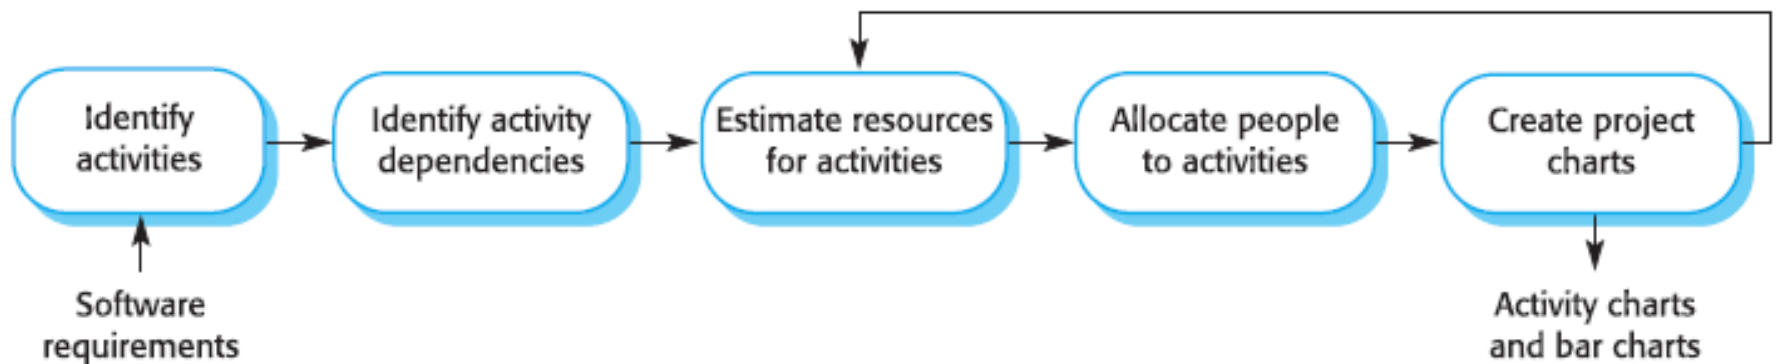 Identify
activities
Identify activity
dependencies
Estimate resources
for activities
Allocate people
to activities
Create project
charts
Software
requirements
Activity charts
and bar charts